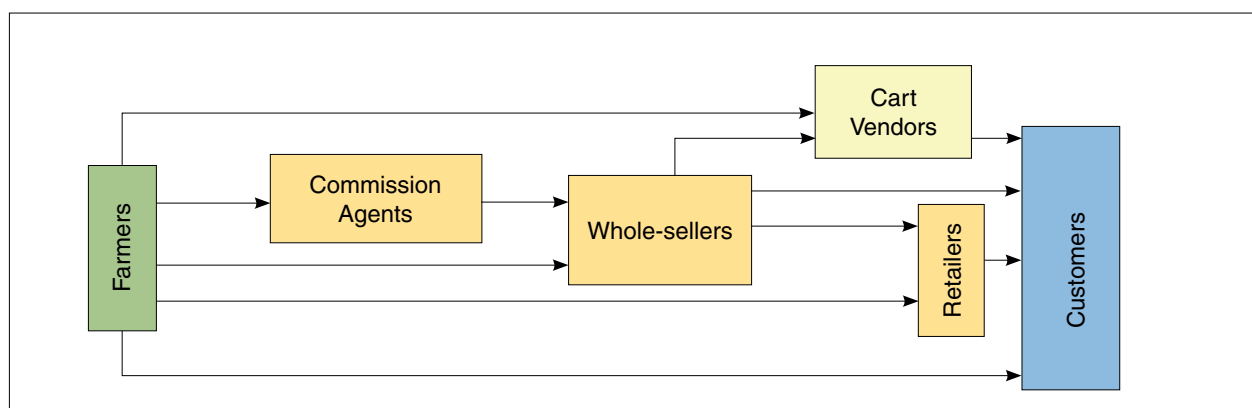 Cart
Vendors
Commission
Agents
Whole-sellers
Farmers
Retailers
Customers